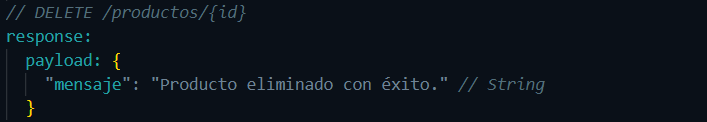 // DELETE /productos/{id}
response:
payload: {
"mensaje": "Producto eliminado con éxito." // String
}